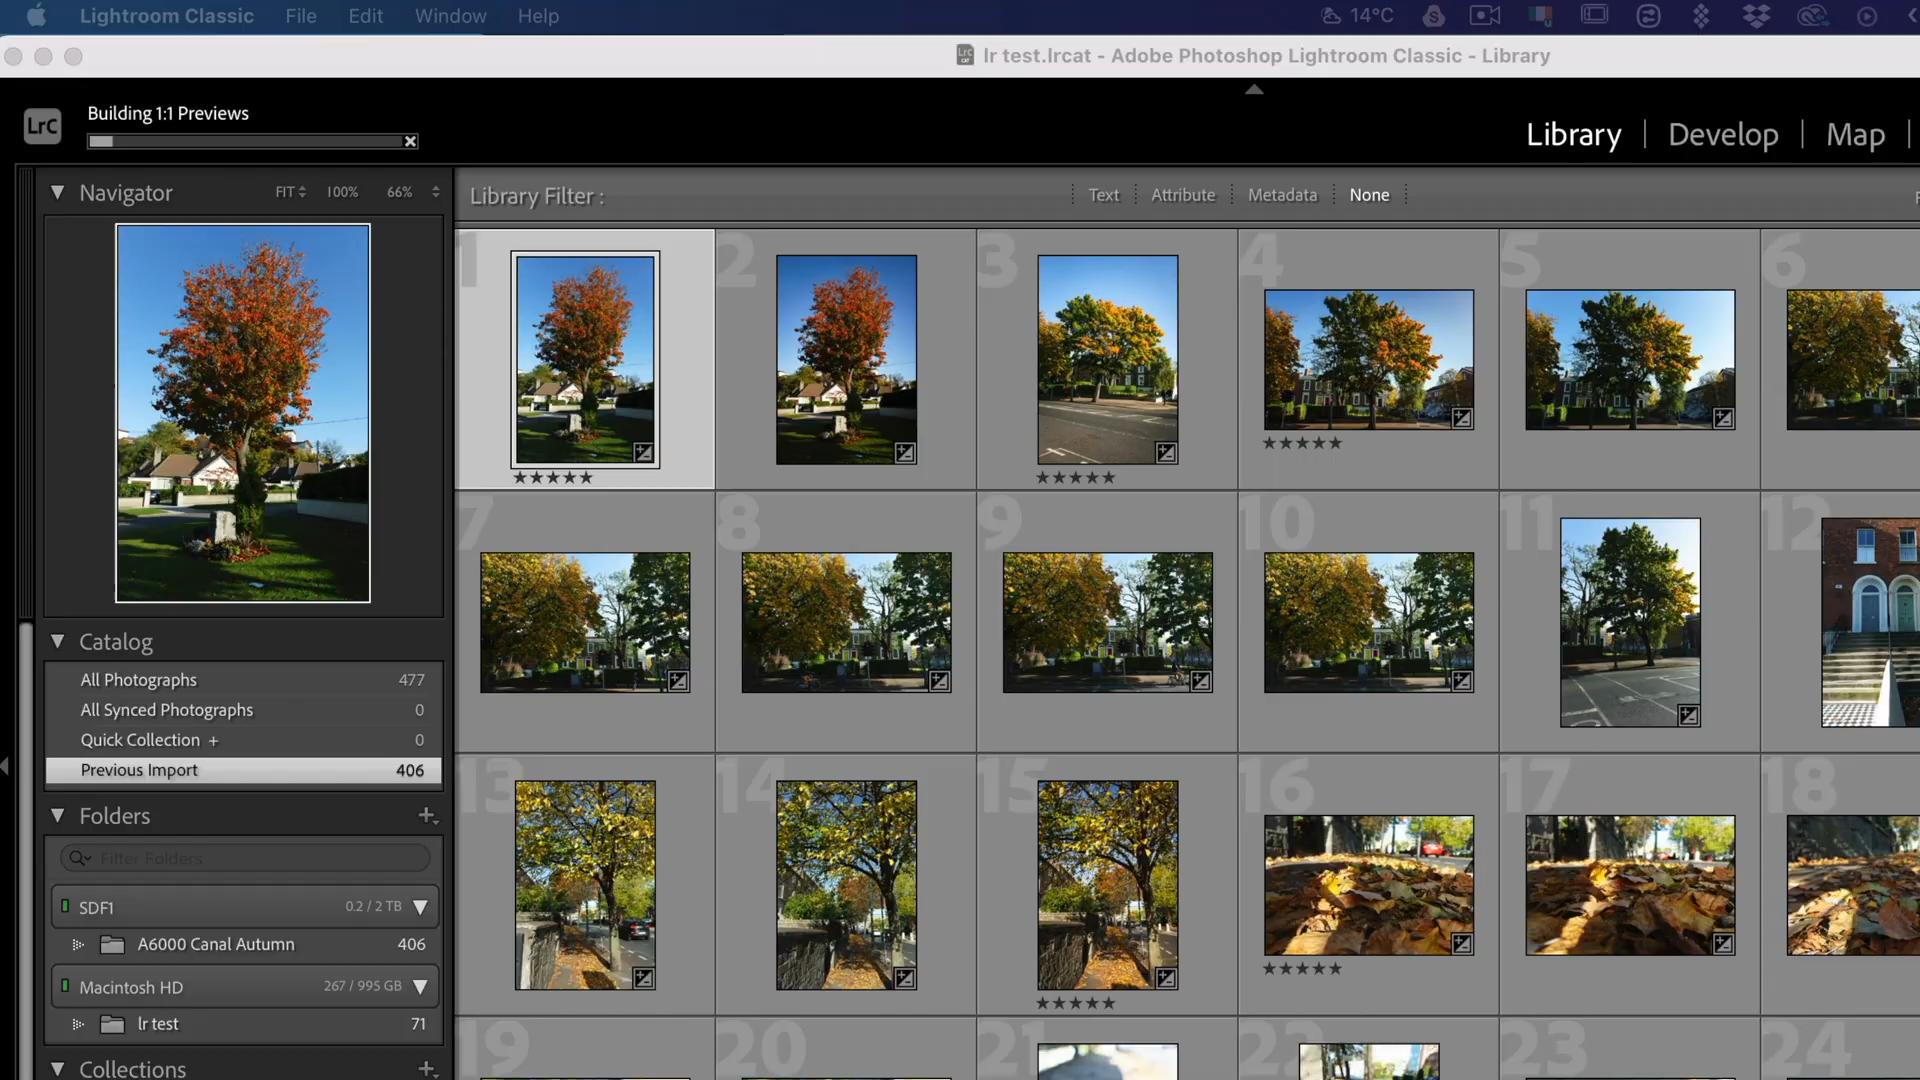 Lightroom Classic File Edit Window Help 14°C
lr test.lrcat - Adobe Photoshop Lightroom Classic - Library
LrC
Building 1:1 Previews
Library | Develop | Map |
Navigator FIT 100% 66%
Library Filter : Text Attribute Metadata None
1 2 3 4 5 6
7 8 9 10 11 12
Catalog
All Photographs 477
All Synced Photographs 0
Quick Collection + 0
Previous Import 406
13 14 15 16 17 18
Folders +
Filter Folders
SDF1 0.2 / 2 TB
A6000 Canal Autumn 406
Macintosh HD 267 / 995 GB
lr test 71
19 20 21 22 23 24
Collections +